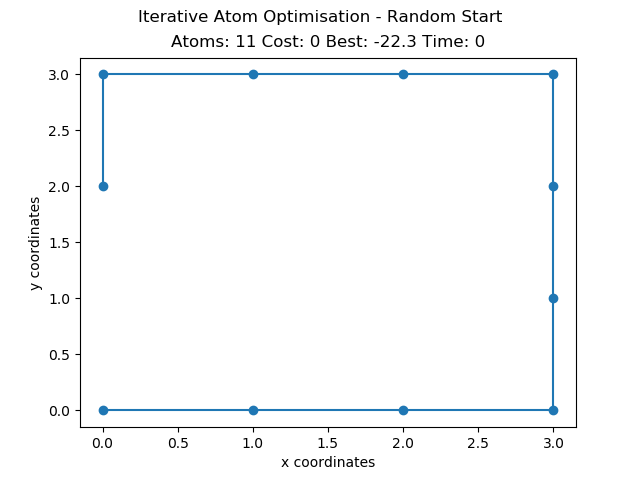 Iterative Atom Optimisation - Random Start
Atoms: 11 Cost: 0 Best: -22.3 Time: 0
3.0
2.5
2.0
1.5
1.0
0.5
0.0
y coordinates
0.0 0.5 1.0 1.5 2.0 2.5 3.0
x coordinates